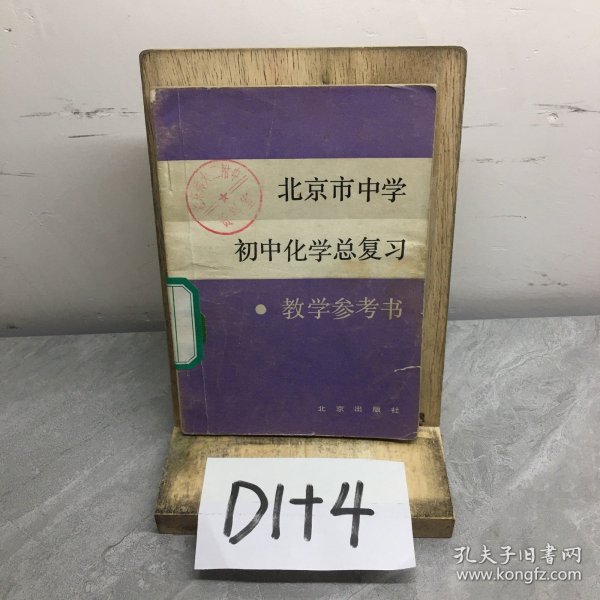 北京市中学
初中化学总复习
• 教学参考书
北京出版社
D1+4
孔夫子旧書网
www.kongfz.com